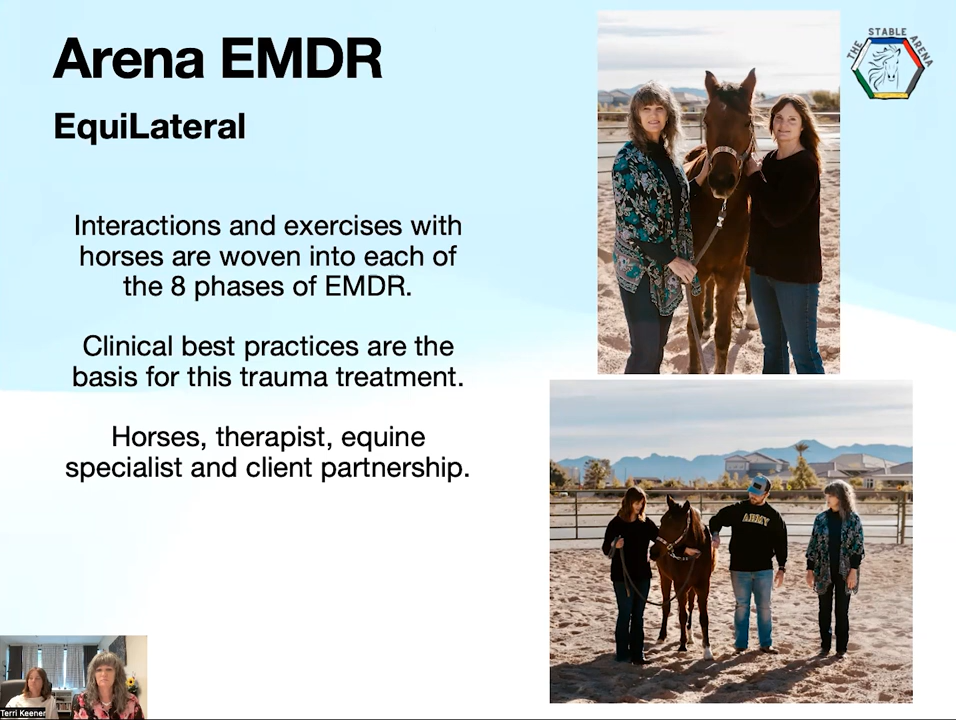 Arena EMDR
EquiLateral
Interactions and exercises with
horses are woven into each of
the 8 phases of EMDR.
Clinical best practices are the
basis for this trauma treatment.
Horses, therapist, equine
specialist and client partnership.
THE STABLE ARENA
ARMY
Terri Keener